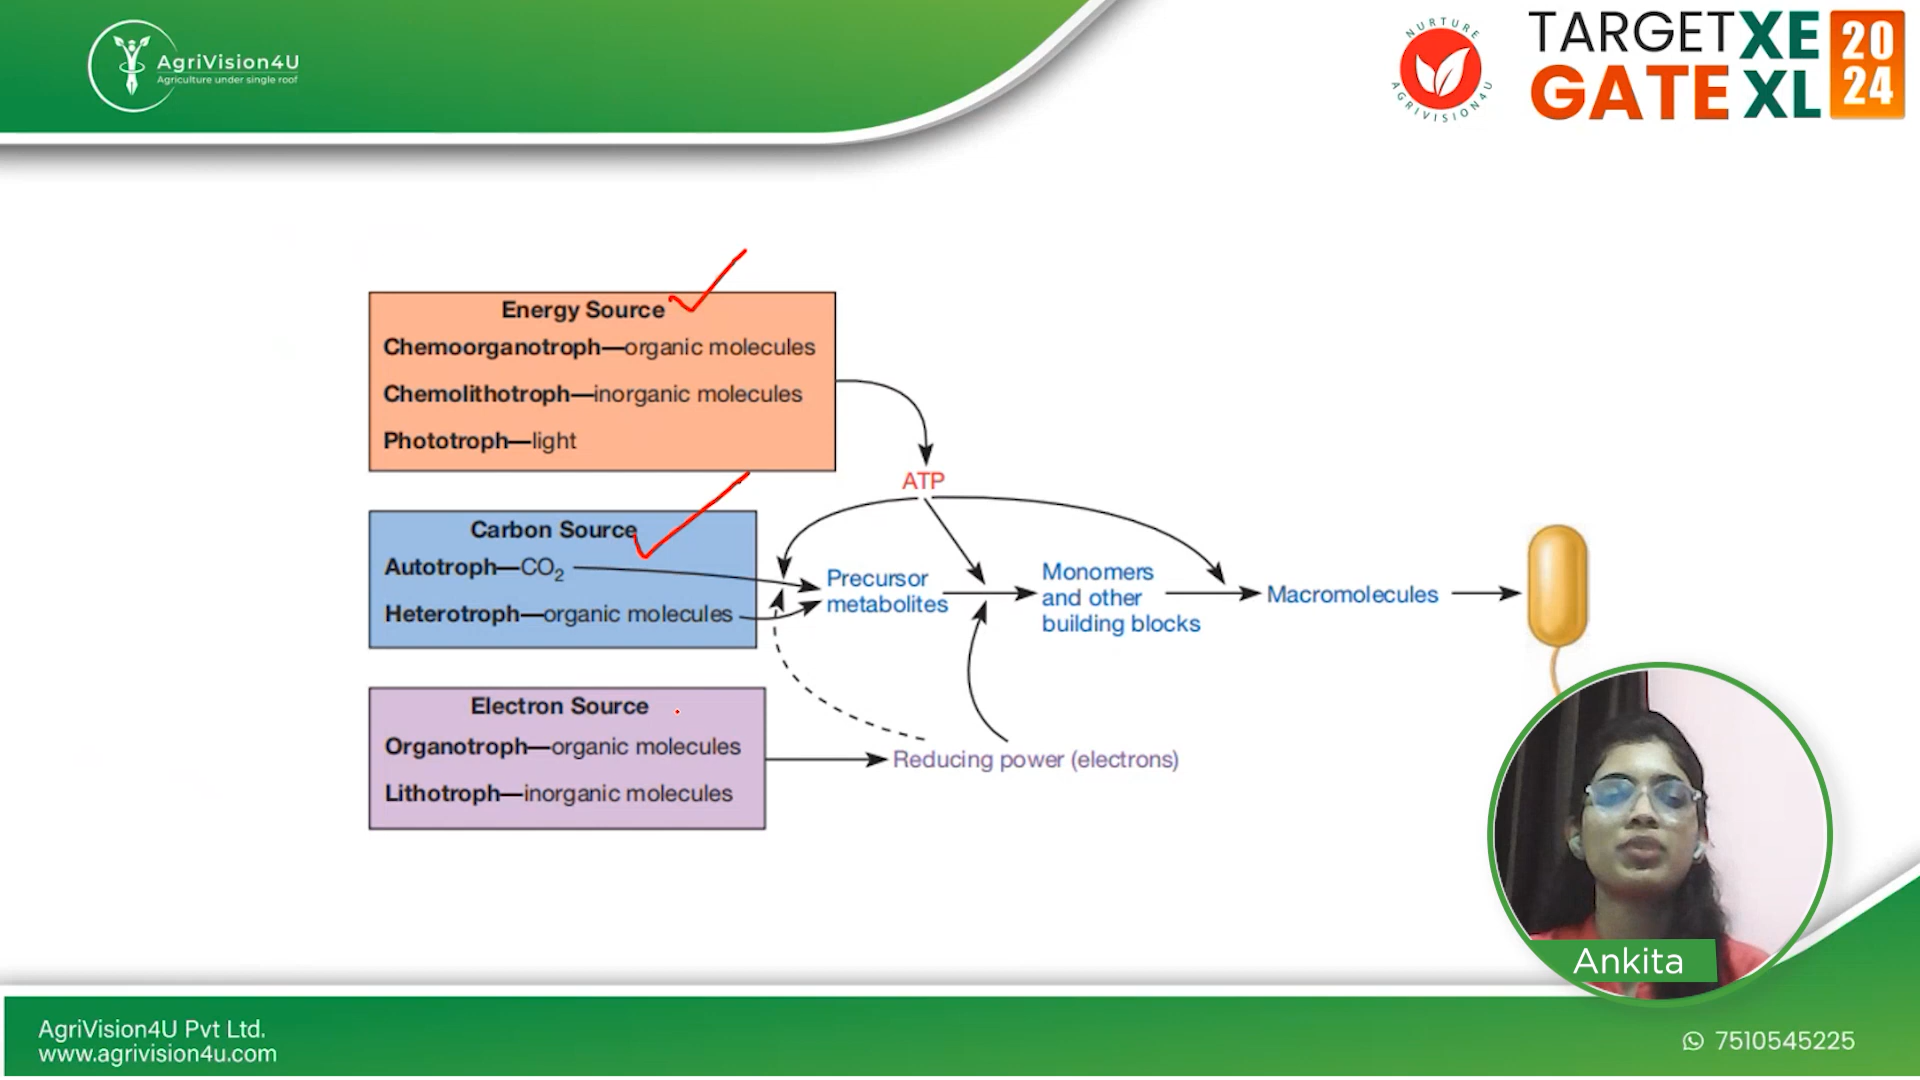 AgriVision4U
Agriculture under single roof
NURTURE
AGRIVISION4U
TARGET XE
GATE XL
20
24
Energy Source
Chemoorganotroph—organic molecules
Chemolithotroph—inorganic molecules
Phototroph—light
ATP
Carbon Source
Autotroph—CO₂
Heterotroph—organic molecules
Precursor
metabolites
Monomers
and other
building blocks
Macromolecules
Electron Source
Organotroph—organic molecules
Lithotroph—inorganic molecules
Reducing power (electrons)
Ankita
AgriVision4U Pvt Ltd.
www.agrivision4u.com
7510545225